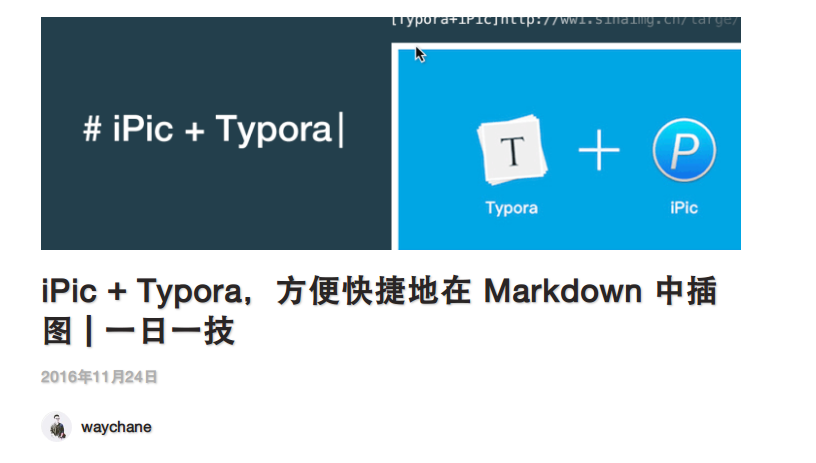 [Typora+iPic]http://ww1.sinaimg.cn/large/
# iPic + Typora
T
P
Typora
iPic
iPic + Typora，方便快捷地在 Markdown 中插
图 | 一日一技
2016年11月24日
waychane